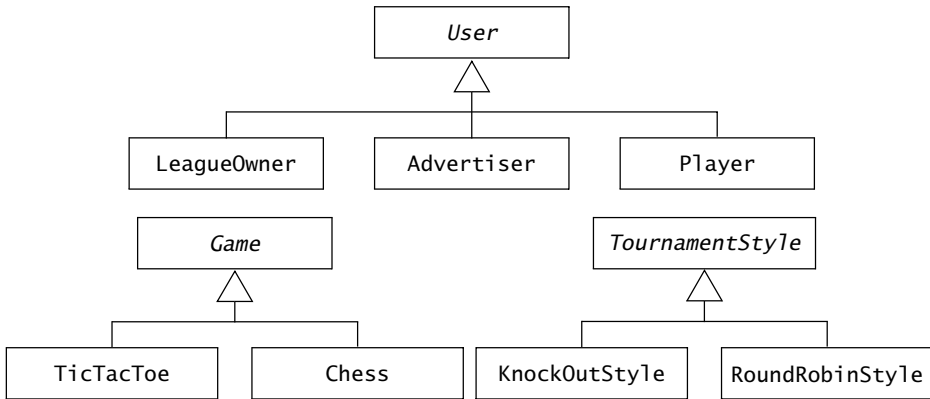 User
LeagueOwner
Advertiser
Player
Game
TournamentStyle
TicTacToe
Chess
KnockOutStyle
RoundRobinStyle